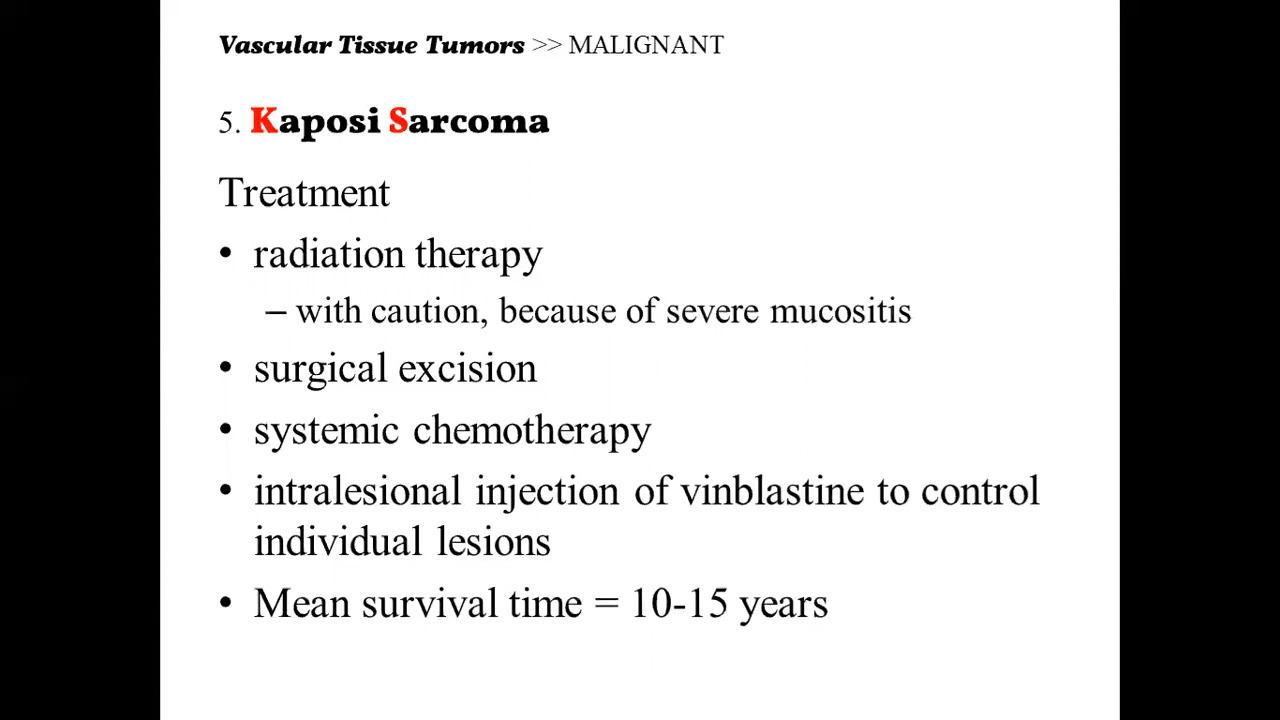 Vascular Tissue Tumors >> MALIGNANT
5. Kaposi Sarcoma
Treatment
• radiation therapy
– with caution, because of severe mucositis
• surgical excision
• systemic chemotherapy
• intralesional injection of vinblastine to control
individual lesions
• Mean survival time = 10-15 years